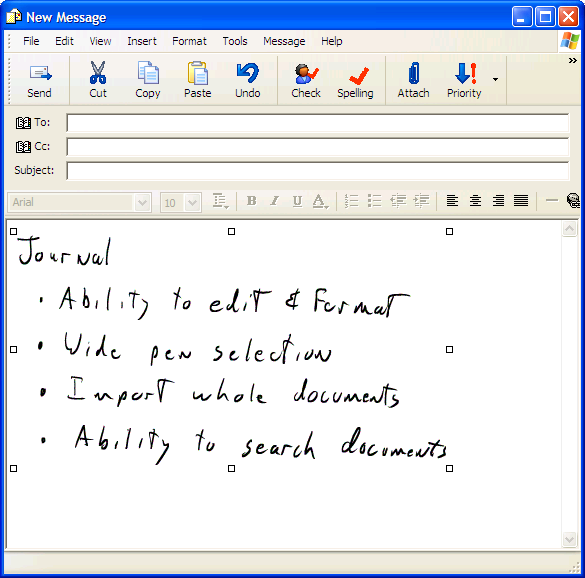 New Message
File Edit View Insert Format Tools Message Help
Send Cut Copy Paste Undo Check Spelling Attach Priority
To:
Cc:
Subject:
Arial 10 B I U A
Journal
• Ability to edit & Format
• Wide pen selection
• Import whole documents
• Ability to search documents